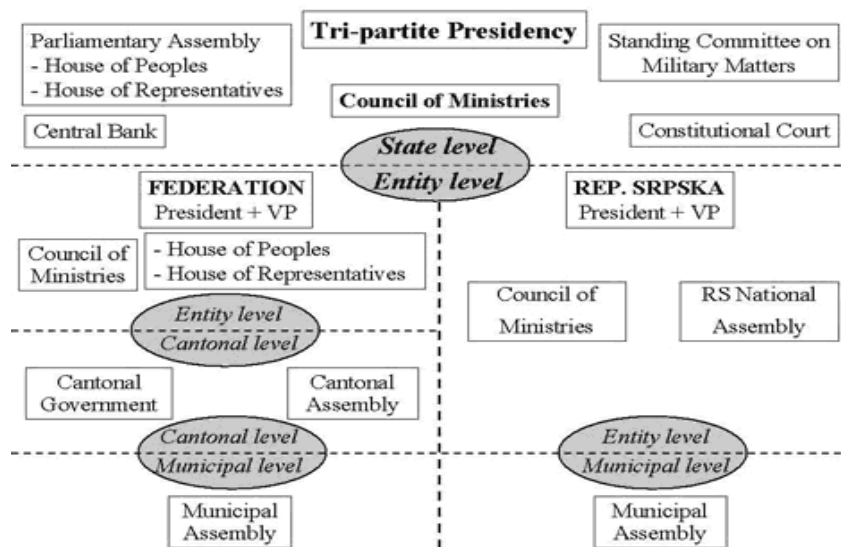 Parliamentary Assembly
- House of Peoples
- House of Representatives
Tri-partite Presidency
Standing Committee on
Military Matters
Council of Ministries
Central Bank
Constitutional Court
State level
Entity level
FEDERATION
President + VP
REP. SRPSKA
President + VP
Council of
Ministries
- House of Peoples
- House of Representatives
Council of
Ministries
RS National
Assembly
Entity level
Cantonal level
Cantonal
Government
Cantonal
Assembly
Cantonal level
Municipal level
Entity level
Municipal level
Municipal
Assembly
Municipal
Assembly